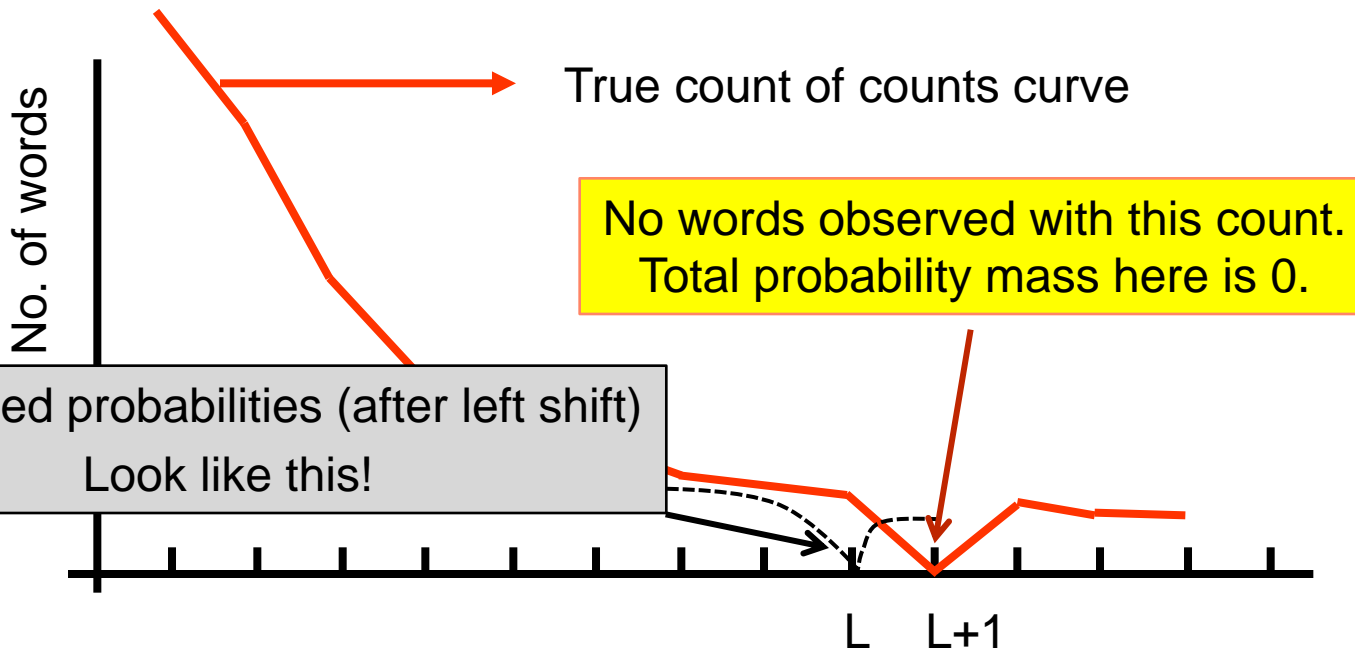 No. of words
True count of counts curve
No words observed with this count.
Total probability mass here is 0.
probabilities (after left shift)
Look like this!
L L+1